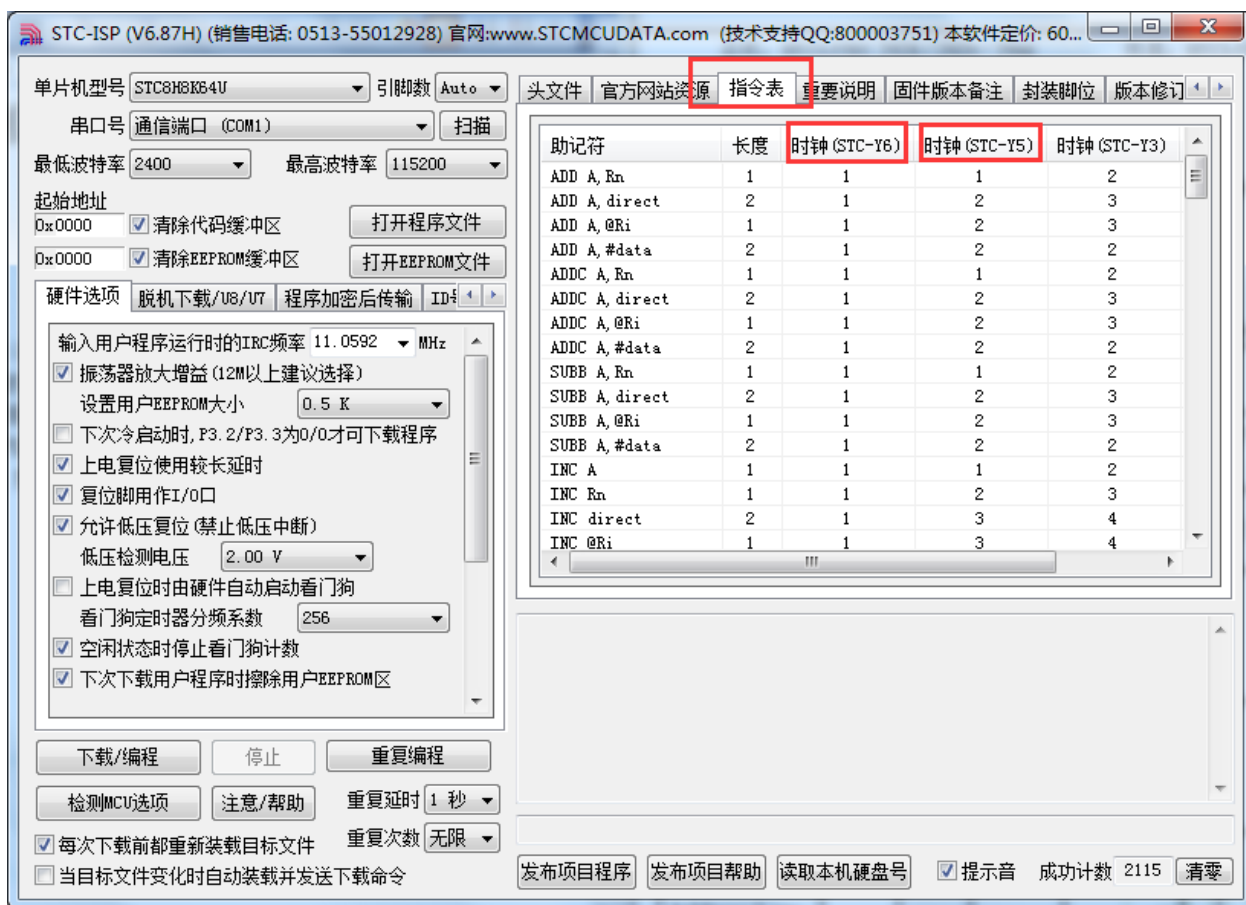 STC-ISP (V6.87H) (销售电话: 0513-55012928) 官网:www.STCMCUDATA.com (技术支持QQ:800003751) 本软件定价: 60...
单片机型号 STC8H8K64U 引脚数 Auto
串口号 通信端口 (COM1) 扫描
最低波特率 2400 最高波特率 115200
起始地址
0x0000 清除代码缓冲区 打开程序文件
0x0000 清除EEPROM缓冲区 打开EEPROM文件
硬件选项 脱机下载/U8/U7 程序加密后传输
输入用户程序运行时的IRC频率 11.0592 MHz
振荡器放大增益(12M以上建议选择)
设置用户EEPROM大小 0.5 K
下次冷启动时,P3.2/P3.3为0/0才可下载程序
上电复位使用较长延时
复位脚用作I/O口
允许低压复位(禁止低压中断)
低压检测电压 2.00 V
上电复位时由硬件自动启动看门狗
看门狗定时器分频系数 256
空闲状态时停止看门狗计数
下次下载用户程序时擦除用户EEPROM区
下载/编程 停止 重复编程
检测MCU选项 注意/帮助 重复延时 1 秒
每次下载前都重新装载目标文件 重复次数 无限
当目标文件变化时自动装载并发送下载命令
头文件 官方网站资源 指令表 重要说明 固件版本备注 封装脚位 版本修订
助记符 长度 时钟(STC-Y6) 时钟(STC-Y5) 时钟(STC-Y3)
ADD A,Rn 1 1 1 2
ADD A,direct 2 1 2 3
ADD A,@Ri 1 1 2 3
ADD A,#data 2 1 2 2
ADDC A,Rn 1 1 1 2
ADDC A,direct 2 1 2 3
ADDC A,@Ri 1 1 2 3
ADDC A,#data 2 1 2 2
SUBB A,Rn 1 1 1 2
SUBB A,direct 2 1 2 3
SUBB A,@Ri 1 1 2 3
SUBB A,#data 2 1 2 2
INC A 1 1 1 2
INC Rn 1 1 2 3
INC direct 2 1 3 4
INC @Ri 1 1 3 4
发布项目程序 发布项目帮助 读取本机硬盘号 提示音 成功计数 2115 清零